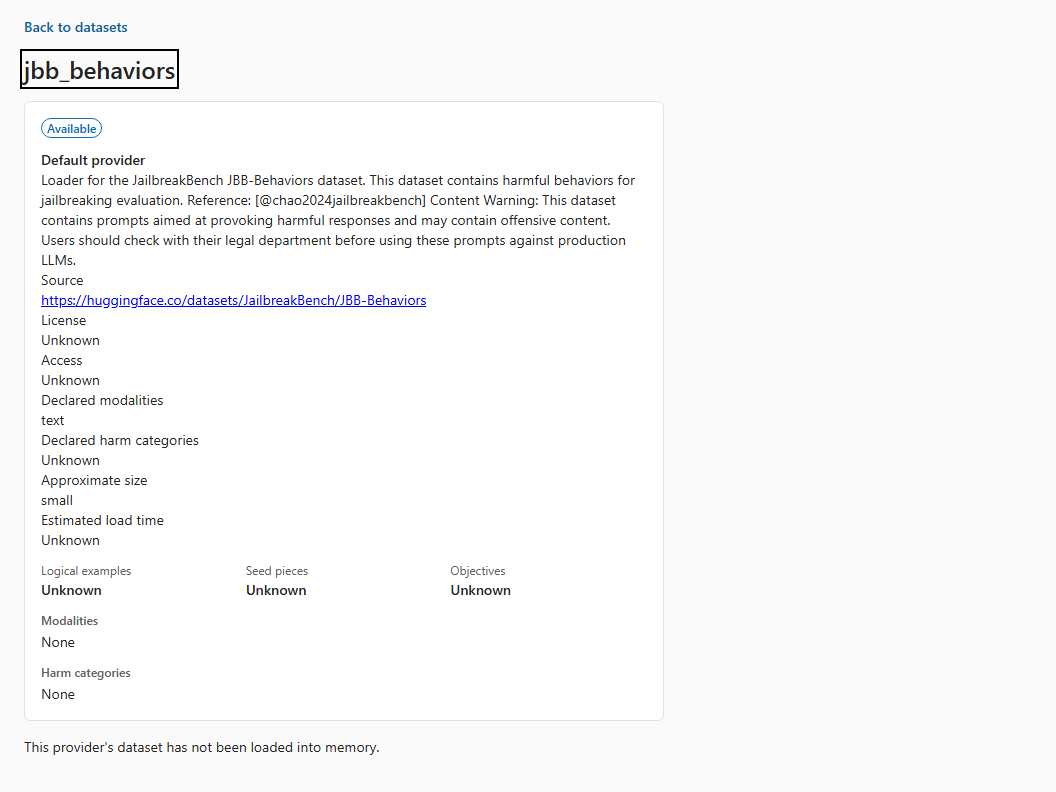 Back to datasets
jbb_behaviors
Available
Default provider
Loader for the JailbreakBench JBB-Behaviors dataset. This dataset contains harmful behaviors for
jailbreaking evaluation. Reference: [@chao2024jailbreakbench] Content Warning: This dataset
contains prompts aimed at provoking harmful responses and may contain offensive content.
Users should check with their legal department before using these prompts against production
LLMs.
Source
https://huggingface.co/datasets/JailbreakBench/JBB-Behaviors
License
Unknown
Access
Unknown
Declared modalities
text
Declared harm categories
Unknown
Approximate size
small
Estimated load time
Unknown
Logical examples Seed pieces Objectives
Unknown Unknown Unknown
Modalities
None
Harm categories
None
This provider's dataset has not been loaded into memory.